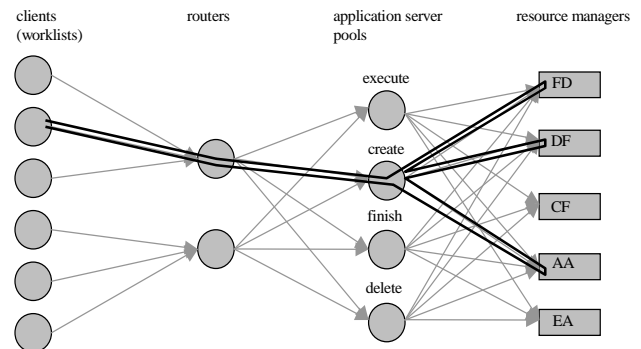 clients
(worklists)
routers
application server
pools
resource managers
execute
create
finish
delete
FD
DF
CF
AA
EA